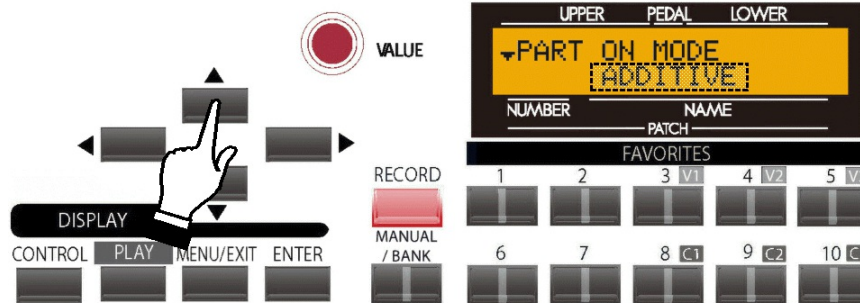 UPPER PEDAL LOWER
VALUE
PART ON MODE
ADDITIVE
NUMBER NAME
PATCH
FAVORITES
RECORD
1 2 3 V1 4 V2 5
DISPLAY
MANUAL
/ BANK
CONTROL PLAY MENU/EXIT ENTER
6 7 8 C1 9 C2 10